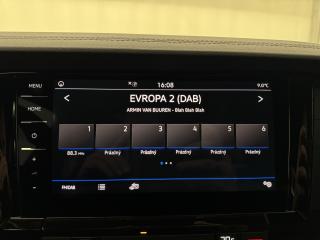 MENU
16:08
9.0°C
<
EVROPA 2 (DAB)
>
HOME
ARMIN VAN BUUREN - Blah Blah Blah
1 2 3 4 5 6
88.3 MHz Prázdný Prázdný Prázdný Prázdný Prázdný
+
FM/DAB